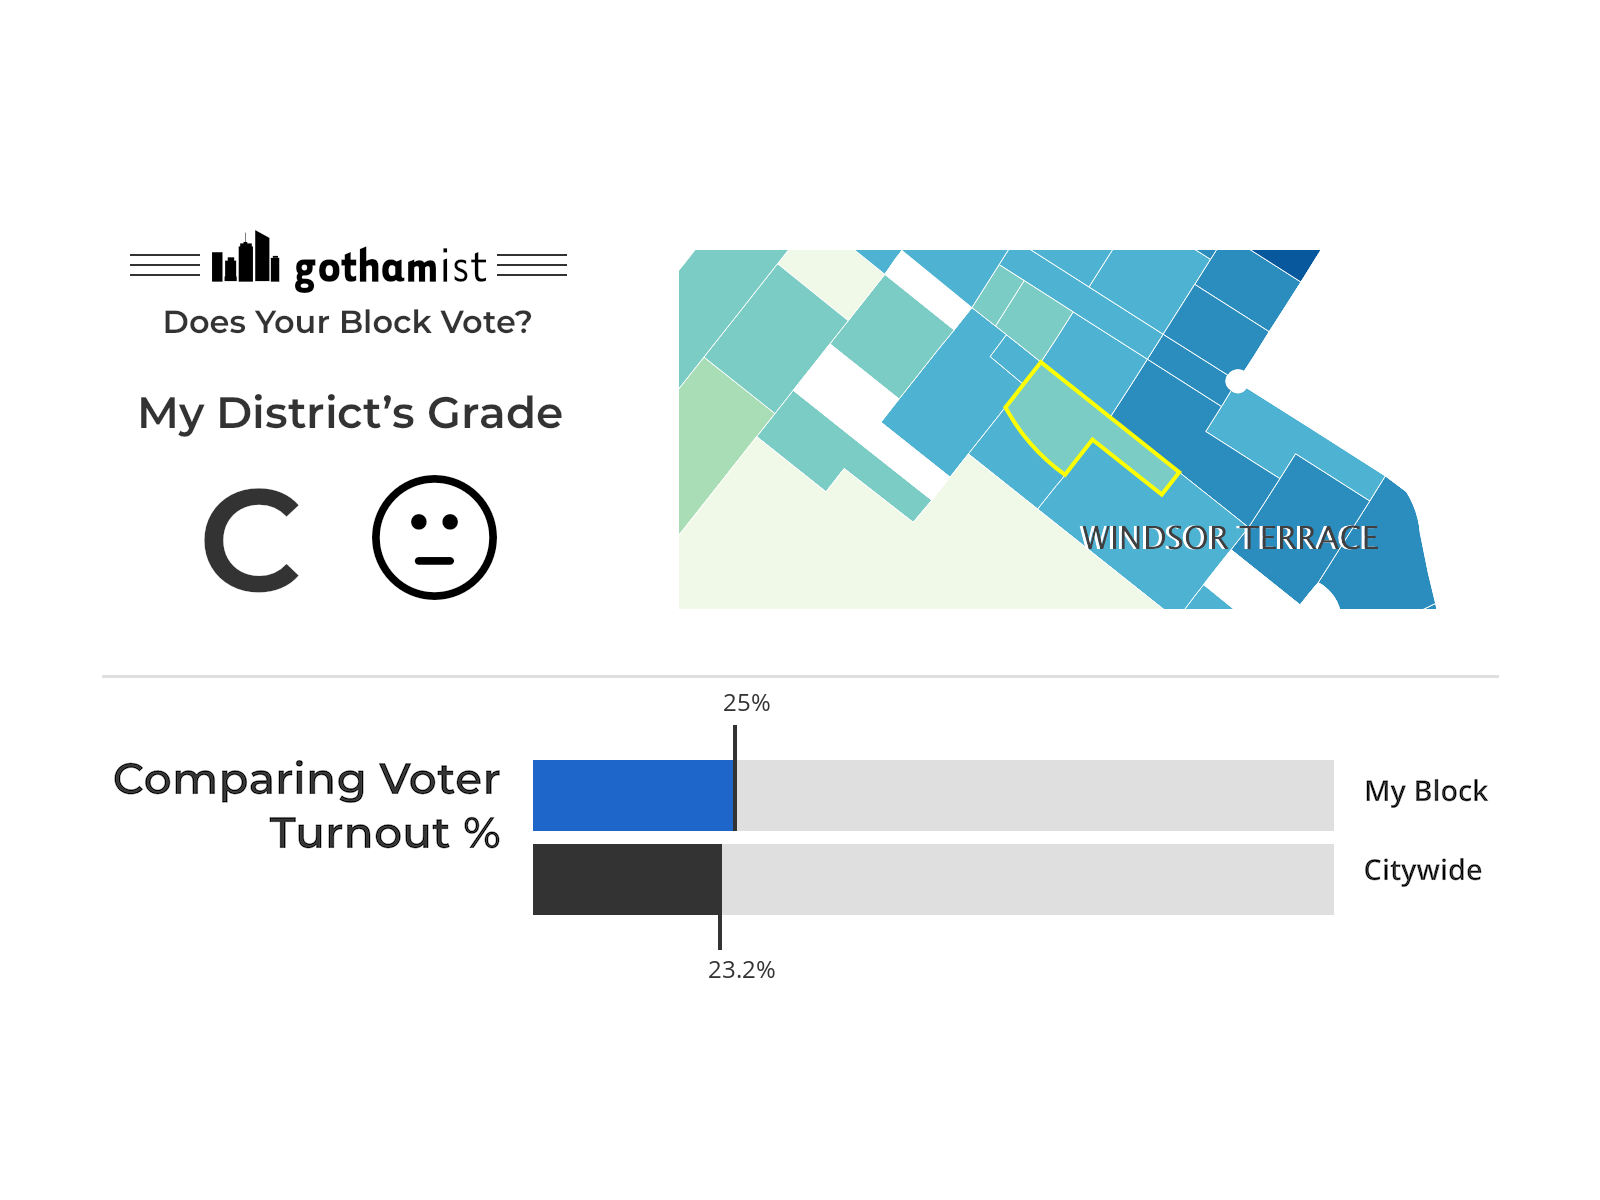 gothamist
Does Your Block Vote?
My District’s Grade
C
WINDSOR TERRACE
25%
Comparing Voter
Turnout %
My Block
Citywide
23.2%